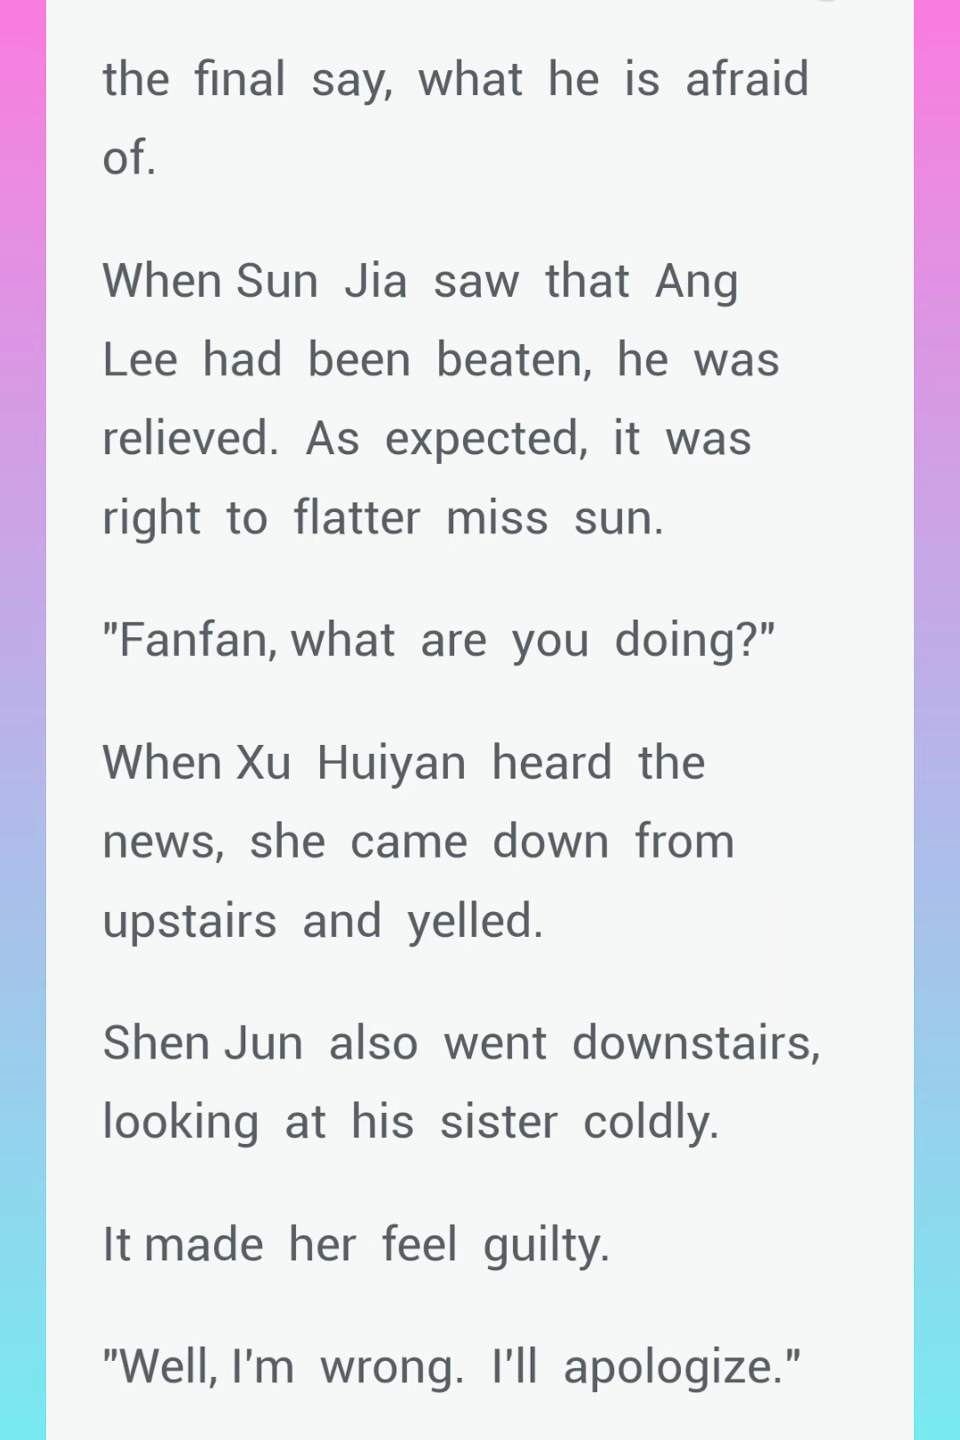 the final say, what he is afraid
of.
When Sun Jia saw that Ang
Lee had been beaten, he was
relieved. As expected, it was
right to flatter miss sun.
"Fanfan, what are you doing?"
When Xu Huiyan heard the
news, she came down from
upstairs and yelled.
Shen Jun also went downstairs,
looking at his sister coldly.
It made her feel guilty.
"Well, I'm wrong. I'll apologize."